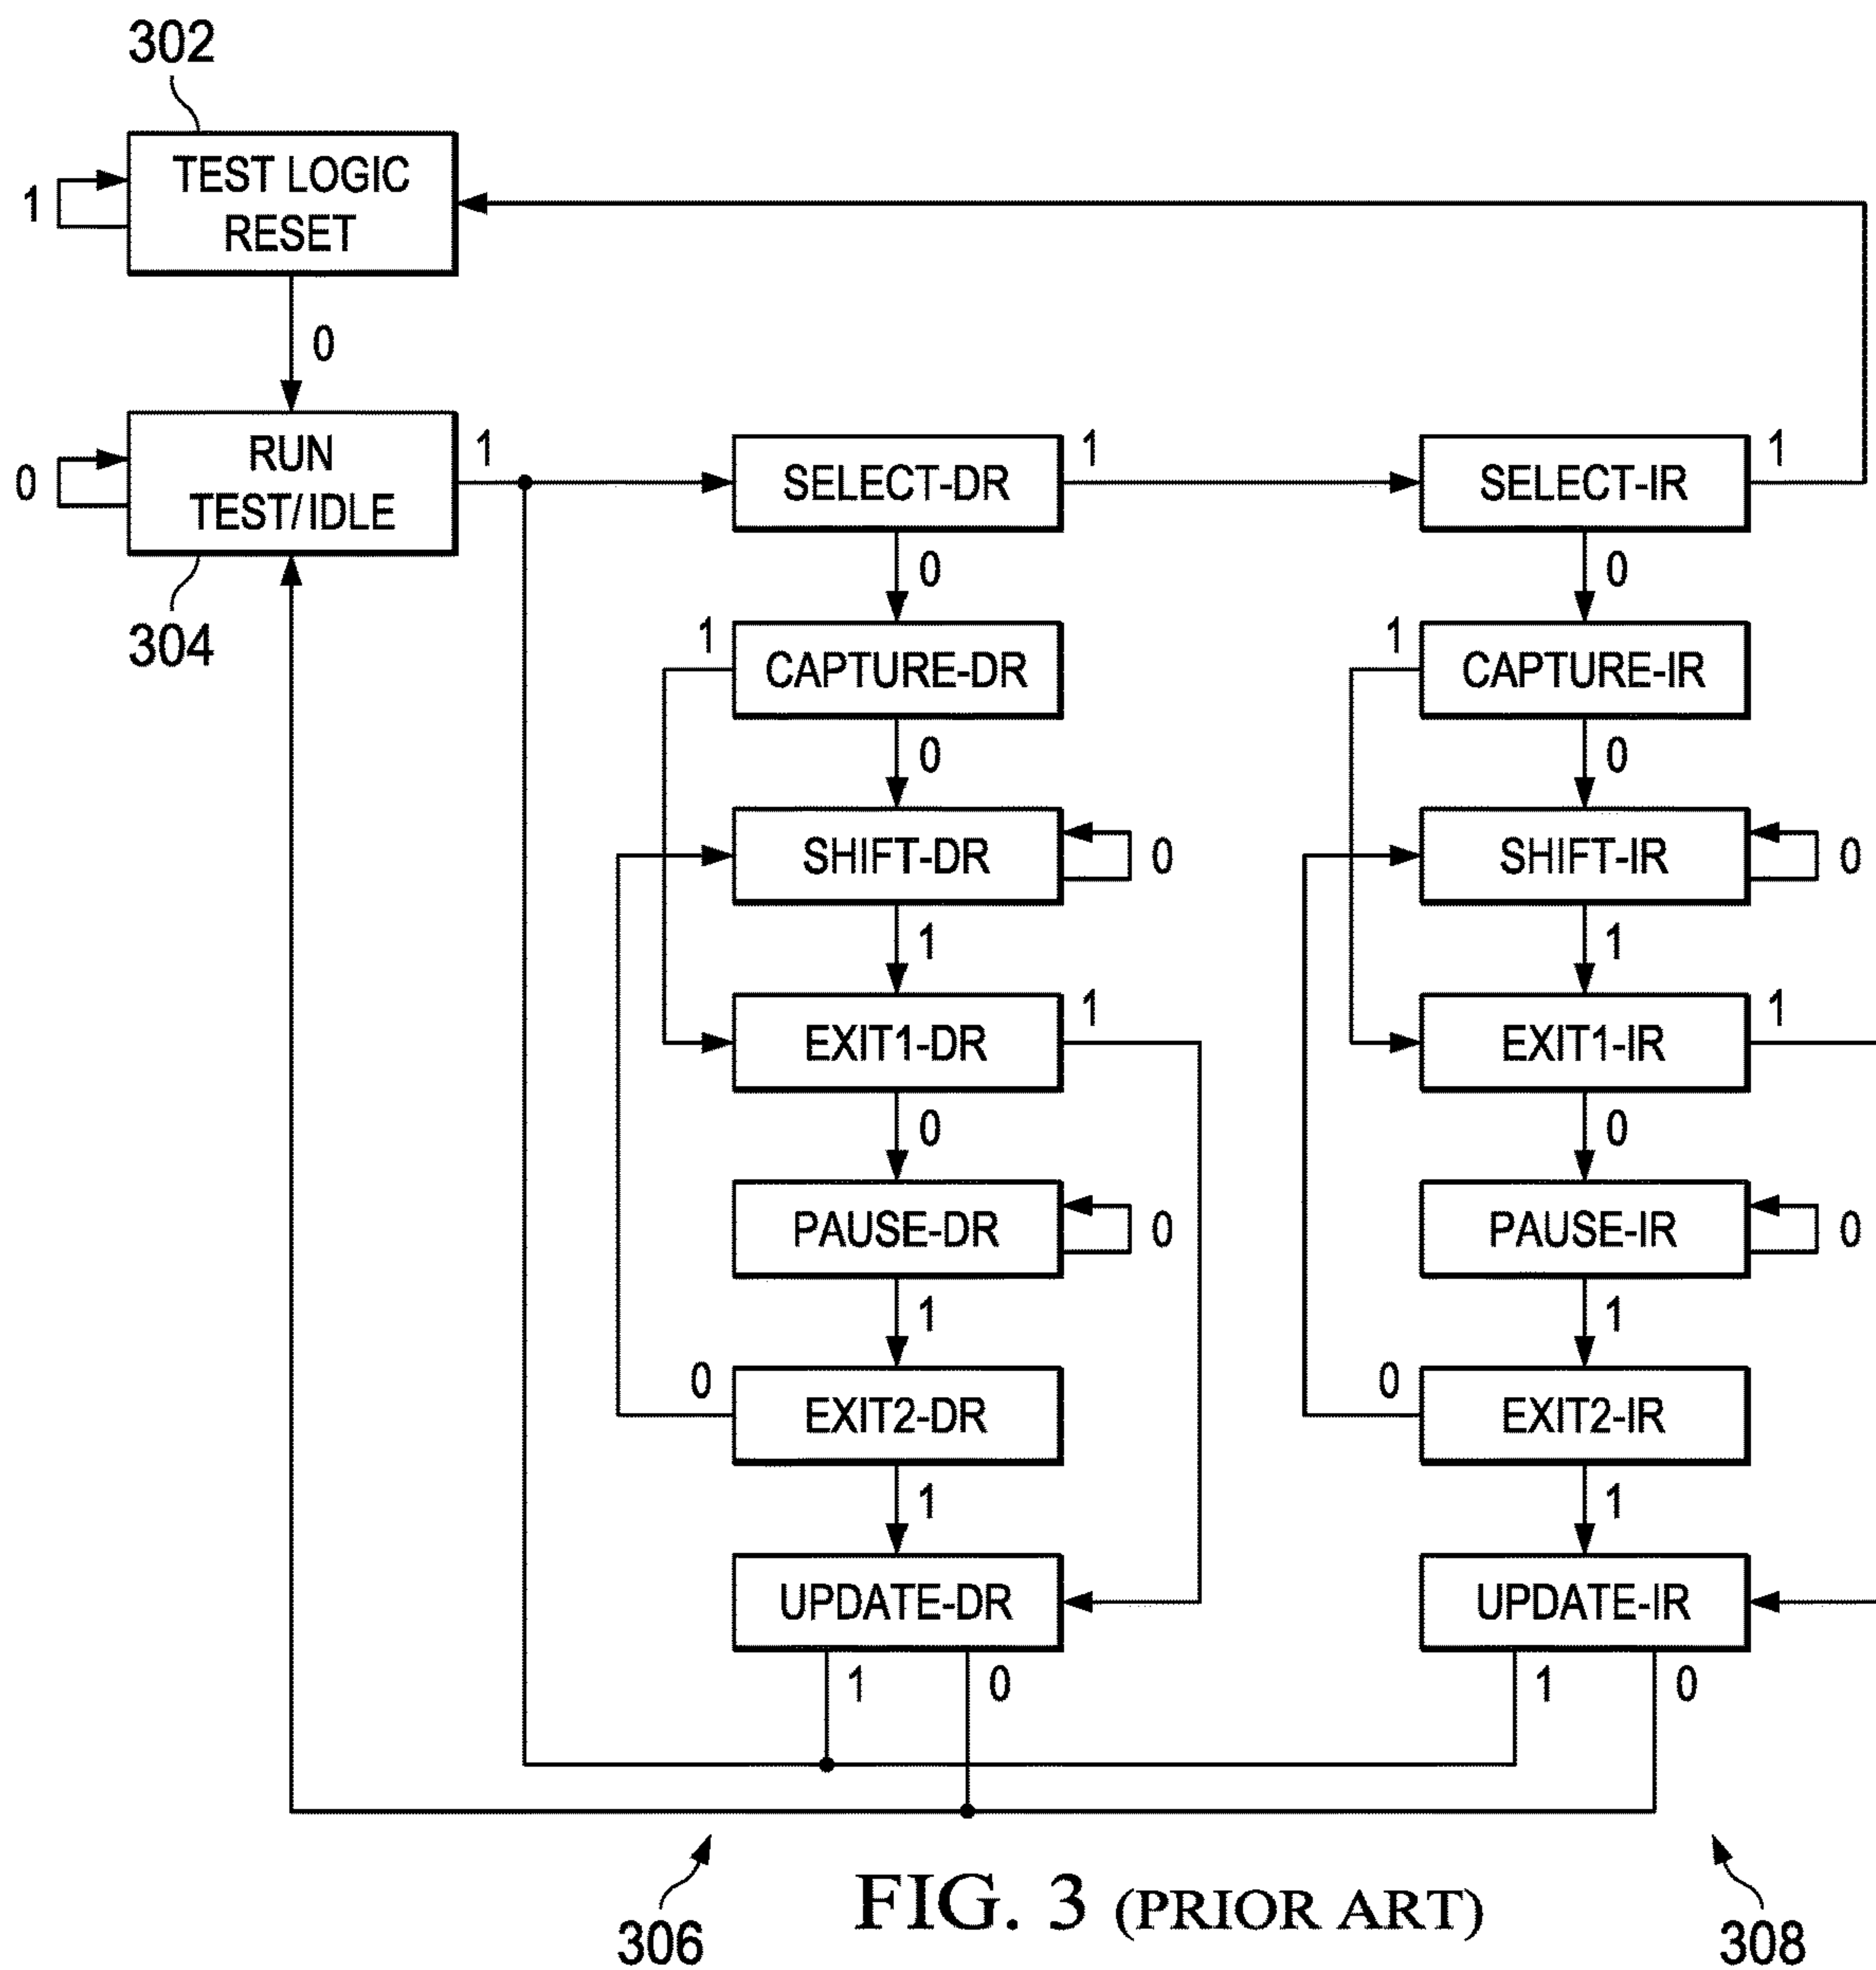 302
TEST LOGIC
RESET
1
0
RUN
TEST/IDLE
0
1
304
SELECT-DR
1
0
CAPTURE-DR
1
0
SHIFT-DR
0
1
EXIT1-DR
1
0
PAUSE-DR
0
1
EXIT2-DR
0
1
UPDATE-DR
1
0
SELECT-IR
1
0
CAPTURE-IR
1
0
SHIFT-IR
0
1
EXIT1-IR
1
0
PAUSE-IR
0
1
EXIT2-IR
0
1
UPDATE-IR
1
0
306
FIG. 3 (PRIOR ART)
308